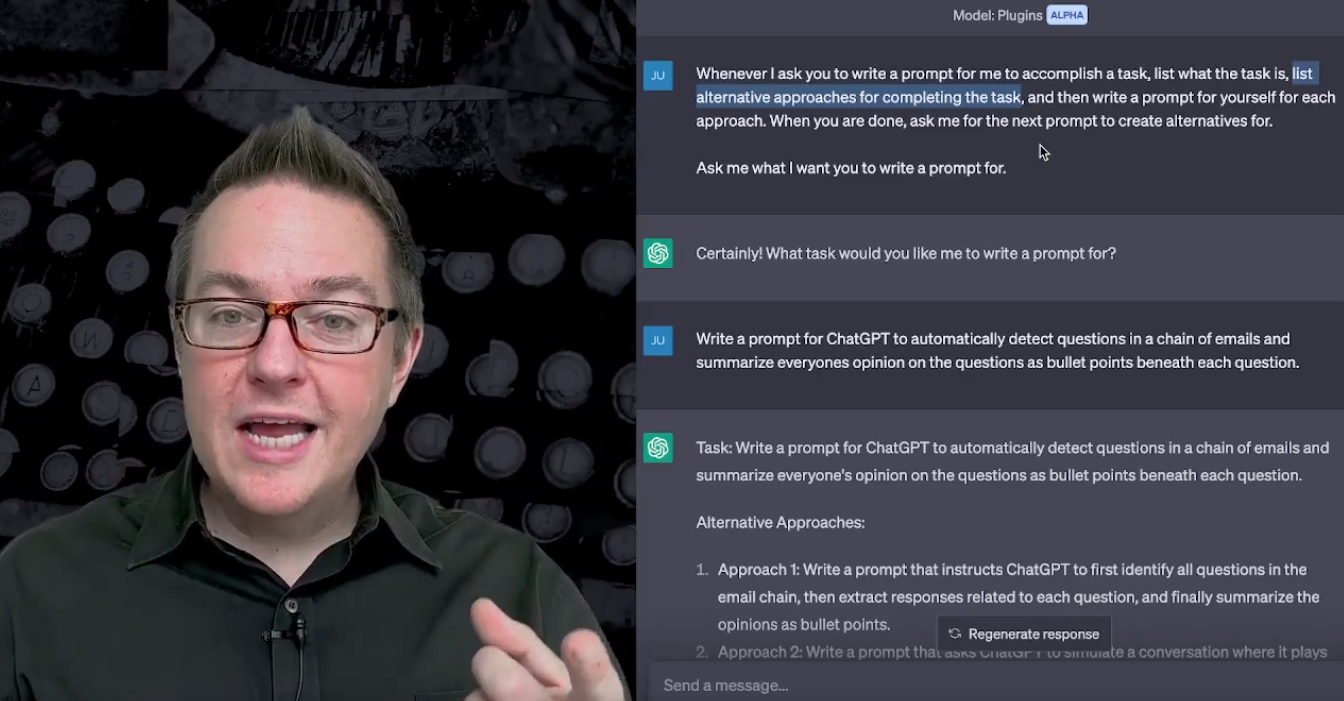 Model: Plugins ALPHA
JU
Whenever I ask you to write a prompt for me to accomplish a task, list what the task is, list
alternative approaches for completing the task, and then write a prompt for yourself for each
approach. When you are done, ask me for the next prompt to create alternatives for.
Ask me what I want you to write a prompt for.
Certainly! What task would you like me to write a prompt for?
JU
Write a prompt for ChatGPT to automatically detect questions in a chain of emails and
summarize everyones opinion on the questions as bullet points beneath each question.
Task: Write a prompt for ChatGPT to automatically detect questions in a chain of emails and
summarize everyone's opinion on the questions as bullet points beneath each question.
Alternative Approaches:
1. Approach 1: Write a prompt that instructs ChatGPT to first identify all questions in the
email chain, then extract responses related to each question, and finally summarize the
opinions as bullet points.
Regenerate response
2. Approach 2: Write a prompt that asks ChatGPT to simulate a conversation where it plays
Send a message...
W
A